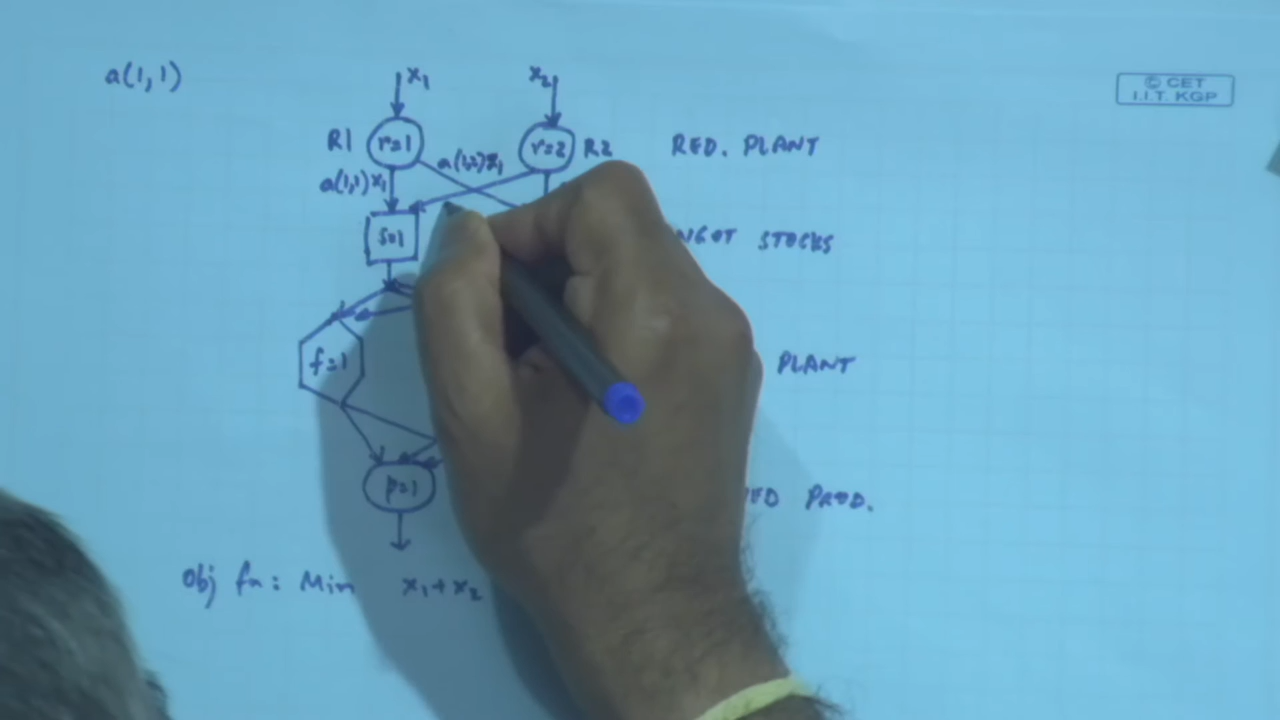 a(1,1)
x₁
x₂
© CET
I.I.T. KGP
R1
r=1
r=2
R2
RED. PLANT
a(1,1)x₁
a(1,2)x₁
s=1
NGOT STOCKS
f=1
PLANT
p=1
ED PROD.
Obj fn: Min x₁+x₂